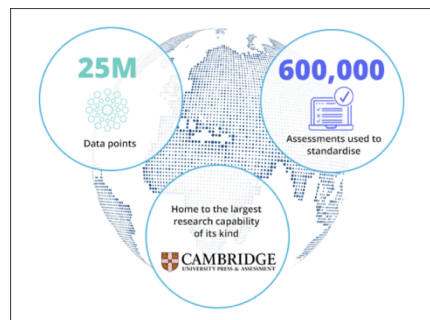 25M
Data points
600,000
Assessments used to
standardise
Home to the largest
research capability
of its kind
CAMBRIDGE
UNIVERSITY PRESS & ASSESSMENT